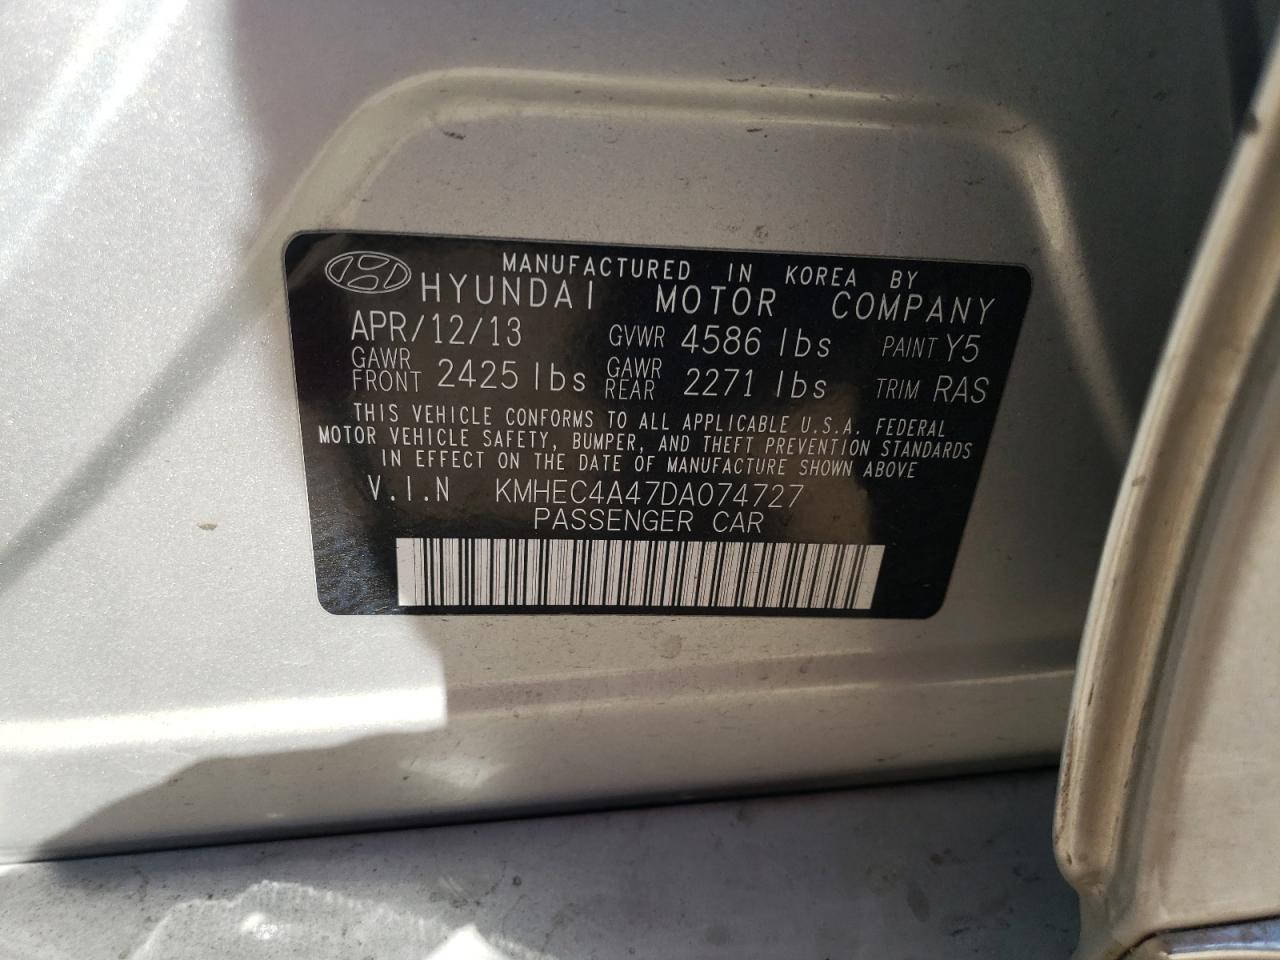 MANUFACTURED IN KOREA BY
HYUNDAI MOTOR COMPANY
APR/12/13 GVWR 4586 lbs PAINT Y5
GAWR FRONT 2425 lbs GAWR REAR 2271 lbs TRIM RAS
THIS VEHICLE CONFORMS TO ALL APPLICABLE U.S.A. FEDERAL
MOTOR VEHICLE SAFETY, BUMPER, AND THEFT PREVENTION STANDARDS
IN EFFECT ON THE DATE OF MANUFACTURE SHOWN ABOVE
V.I.N KMHEC4A47DA074727
PASSENGER CAR